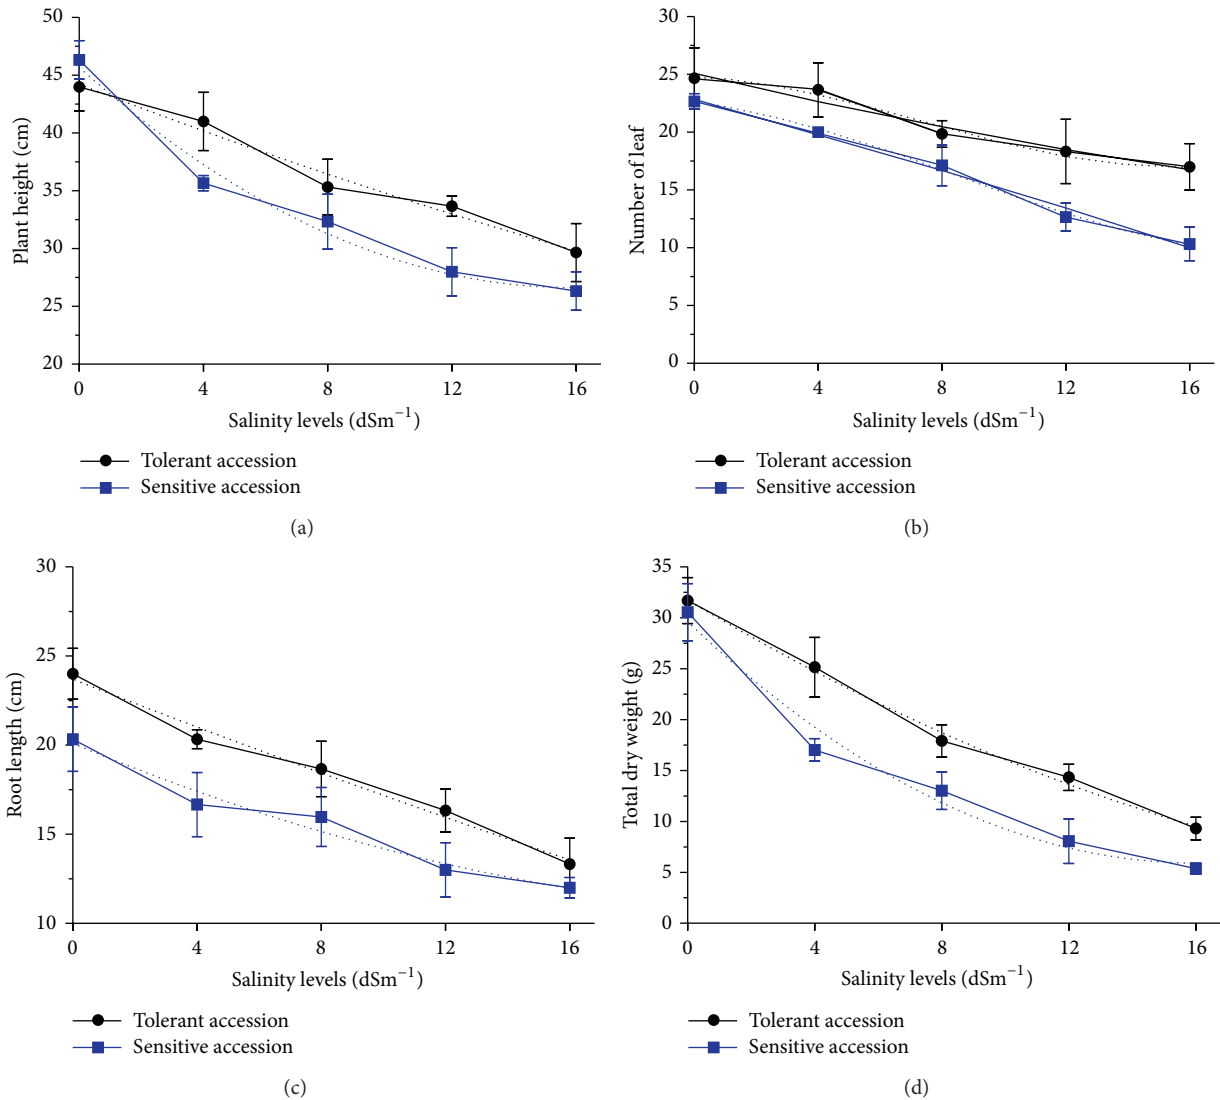 50
45
40
35
30
25
20
Plant height (cm)
0 4 8 12 16
Salinity levels (dSm⁻¹)
Tolerant accession
Sensitive accession
(a)
30
25
20
15
10
5
0
Number of leaf
0 4 8 12 16
Salinity levels (dSm⁻¹)
Tolerant accession
Sensitive accession
(b)
30
25
20
15
10
Root length (cm)
0 4 8 12 16
Salinity levels (dSm⁻¹)
Tolerant accession
Sensitive accession
(c)
35
30
25
20
15
10
5
0
Total dry weight (g)
0 4 8 12 16
Salinity levels (dSm⁻¹)
Tolerant accession
Sensitive accession
(d)